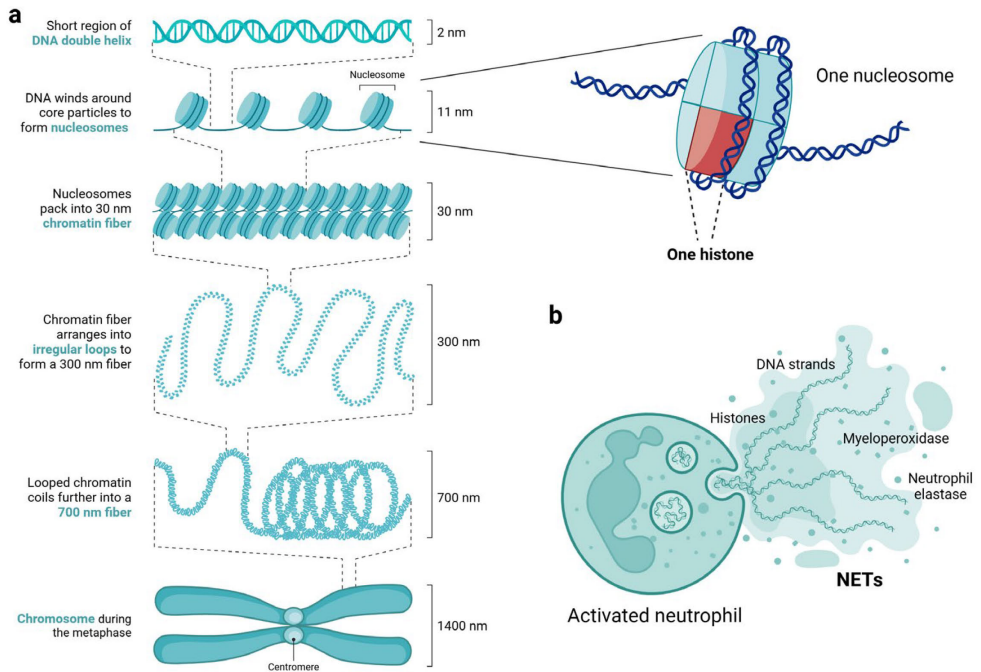 a
Short region of
DNA double helix
2 nm
Nucleosome
DNA winds around
core particles to
form nucleosomes
11 nm
One nucleosome
One histone
Nucleosomes
pack into 30 nm
chromatin fiber
30 nm
Chromatin fiber
arranges into
irregular loops to
form a 300 nm fiber
300 nm
Looped chromatin
coils further into a
700 nm fiber
700 nm
Chromosome during
the metaphase
1400 nm
Centromere
b
DNA strands
Histones
Myeloperoxidase
Neutrophil
elastase
NETs
Activated neutrophil